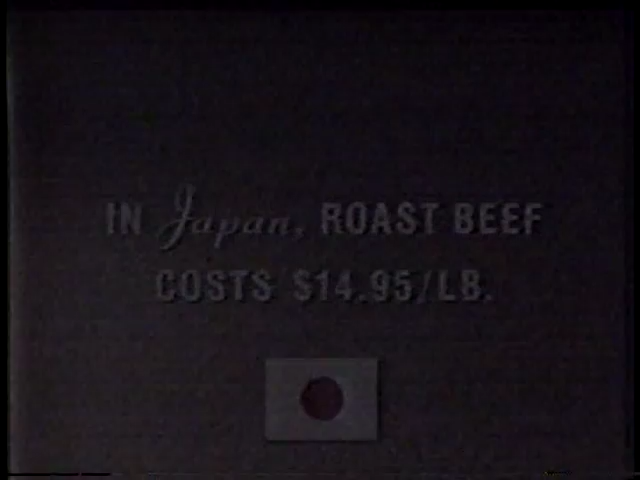 IN Japan, ROAST BEEF
COSTS $14.95/LB.